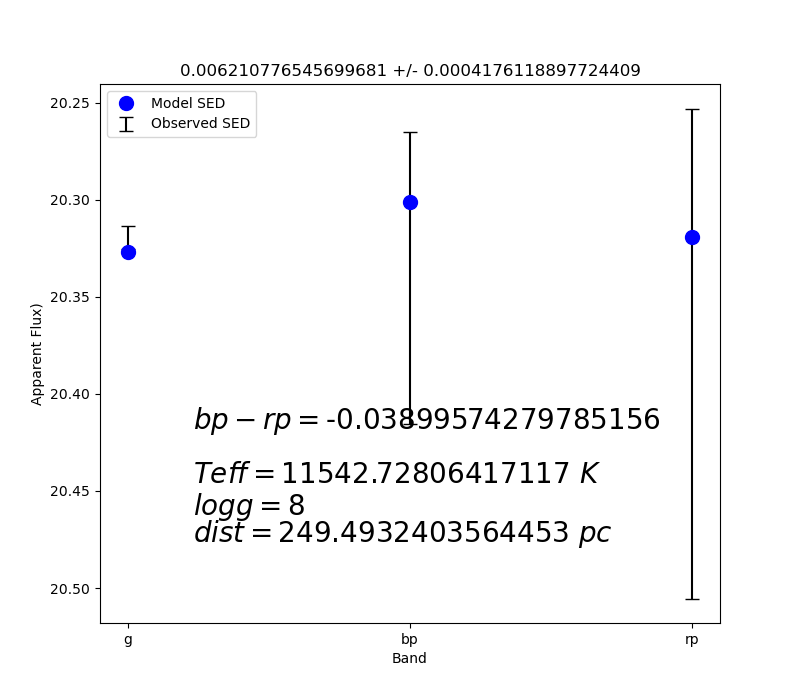 0.006210776545699681 +/- 0.0004176118897724409
Model SED
Observed SED
20.25
20.30
20.35
20.40
20.45
20.50
Apparent Flux)
bp − rp = -0.03899574279785156
Teff = 11542.72806417117 K
logg = 8
dist = 249.4932403564453 pc
g
bp
rp
Band